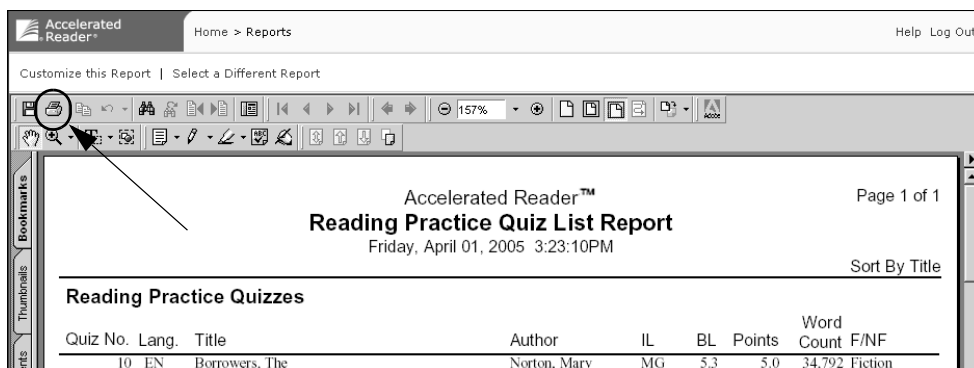 Accelerated
Reader
Home > Reports
Help Log Out
Customize this Report | Select a Different Report
157%
Adobe
Bookmarks
Thumbnails
Accelerated Reader™
Page 1 of 1
Reading Practice Quiz List Report
Friday, April 01, 2005 3:23:10PM
Sort By Title
Reading Practice Quizzes
Quiz No. Lang. Title Author IL BL Points Word Count F/NF
10 EN Borrowers, The Norton, Mary MG 5.3 5.0 34,792 Fiction